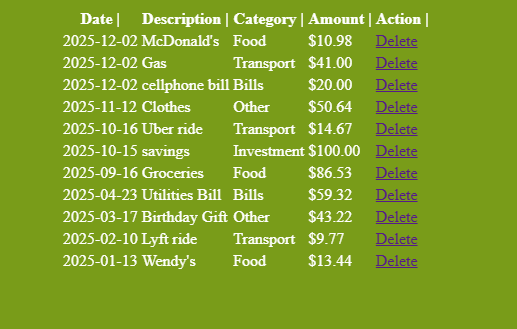 Date | Description | Category | Amount | Action |
2025-12-02 McDonald's Food $10.98 Delete
2025-12-02 Gas Transport $41.00 Delete
2025-12-02 cellphone bill Bills $20.00 Delete
2025-11-12 Clothes Other $50.64 Delete
2025-10-16 Uber ride Transport $14.67 Delete
2025-10-15 savings Investment $100.00 Delete
2025-09-16 Groceries Food $86.53 Delete
2025-04-23 Utilities Bill Bills $59.32 Delete
2025-03-17 Birthday Gift Other $43.22 Delete
2025-02-10 Lyft ride Transport $9.77 Delete
2025-01-13 Wendy's Food $13.44 Delete